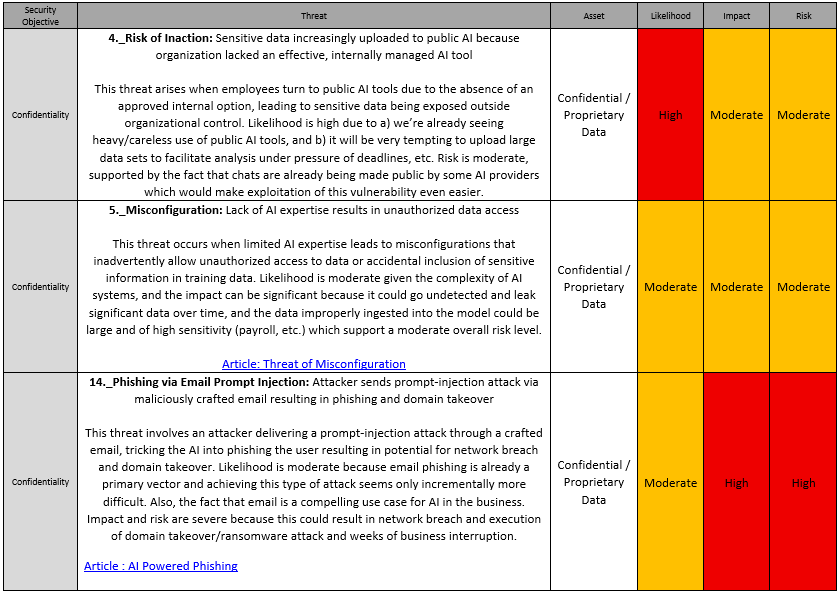 Security
Objective
Threat
Asset
Likelihood
Impact
Risk
Confidentiality
4._Risk of Inaction: Sensitive data increasingly uploaded to public AI because
organization lacked an effective, internally managed AI tool
This threat arises when employees turn to public AI tools due to the absence of an
approved internal option, leading to sensitive data being exposed outside
organizational control. Likelihood is high due to a) we’re already seeing
heavy/careless use of public AI tools, and b) it will be very tempting to upload large
data sets to facilitate analysis under pressure of deadlines, etc. Risk is moderate,
supported by the fact that chats are already being made public by some AI providers
which would make exploitation of this vulnerability even easier.
Confidential /
Proprietary
Data
High
Moderate
Moderate
Confidentiality
5._Misconfiguration: Lack of AI expertise results in unauthorized data access
This threat occurs when limited AI expertise leads to misconfigurations that
inadvertently allow unauthorized access to data or accidental inclusion of sensitive
information in training data. Likelihood is moderate given the complexity of AI
systems, and the impact can be significant because it could go undetected and leak
significant data over time, and the data improperly ingested into the model could be
large and of high sensitivity (payroll, etc.) which support a moderate overall risk level.
Article: Threat of Misconfiguration
Confidential /
Proprietary
Data
Moderate
Moderate
Moderate
Confidentiality
14._Phishing via Email Prompt Injection: Attacker sends prompt-injection attack via
maliciously crafted email resulting in phishing and domain takeover
This threat involves an attacker delivering a prompt-injection attack through a crafted
email, tricking the AI into phishing the user resulting in potential for network breach
and domain takeover. Likelihood is moderate because email phishing is already a
primary vector and achieving this type of attack seems only incrementally more
difficult. Also, the fact that email is a compelling use case for AI in the business.
Impact and risk are severe because this could result in network breach and execution
of domain takeover/ransomware attack and weeks of business interruption.
Article : AI Powered Phishing
Confidential /
Proprietary
Data
Moderate
High
High